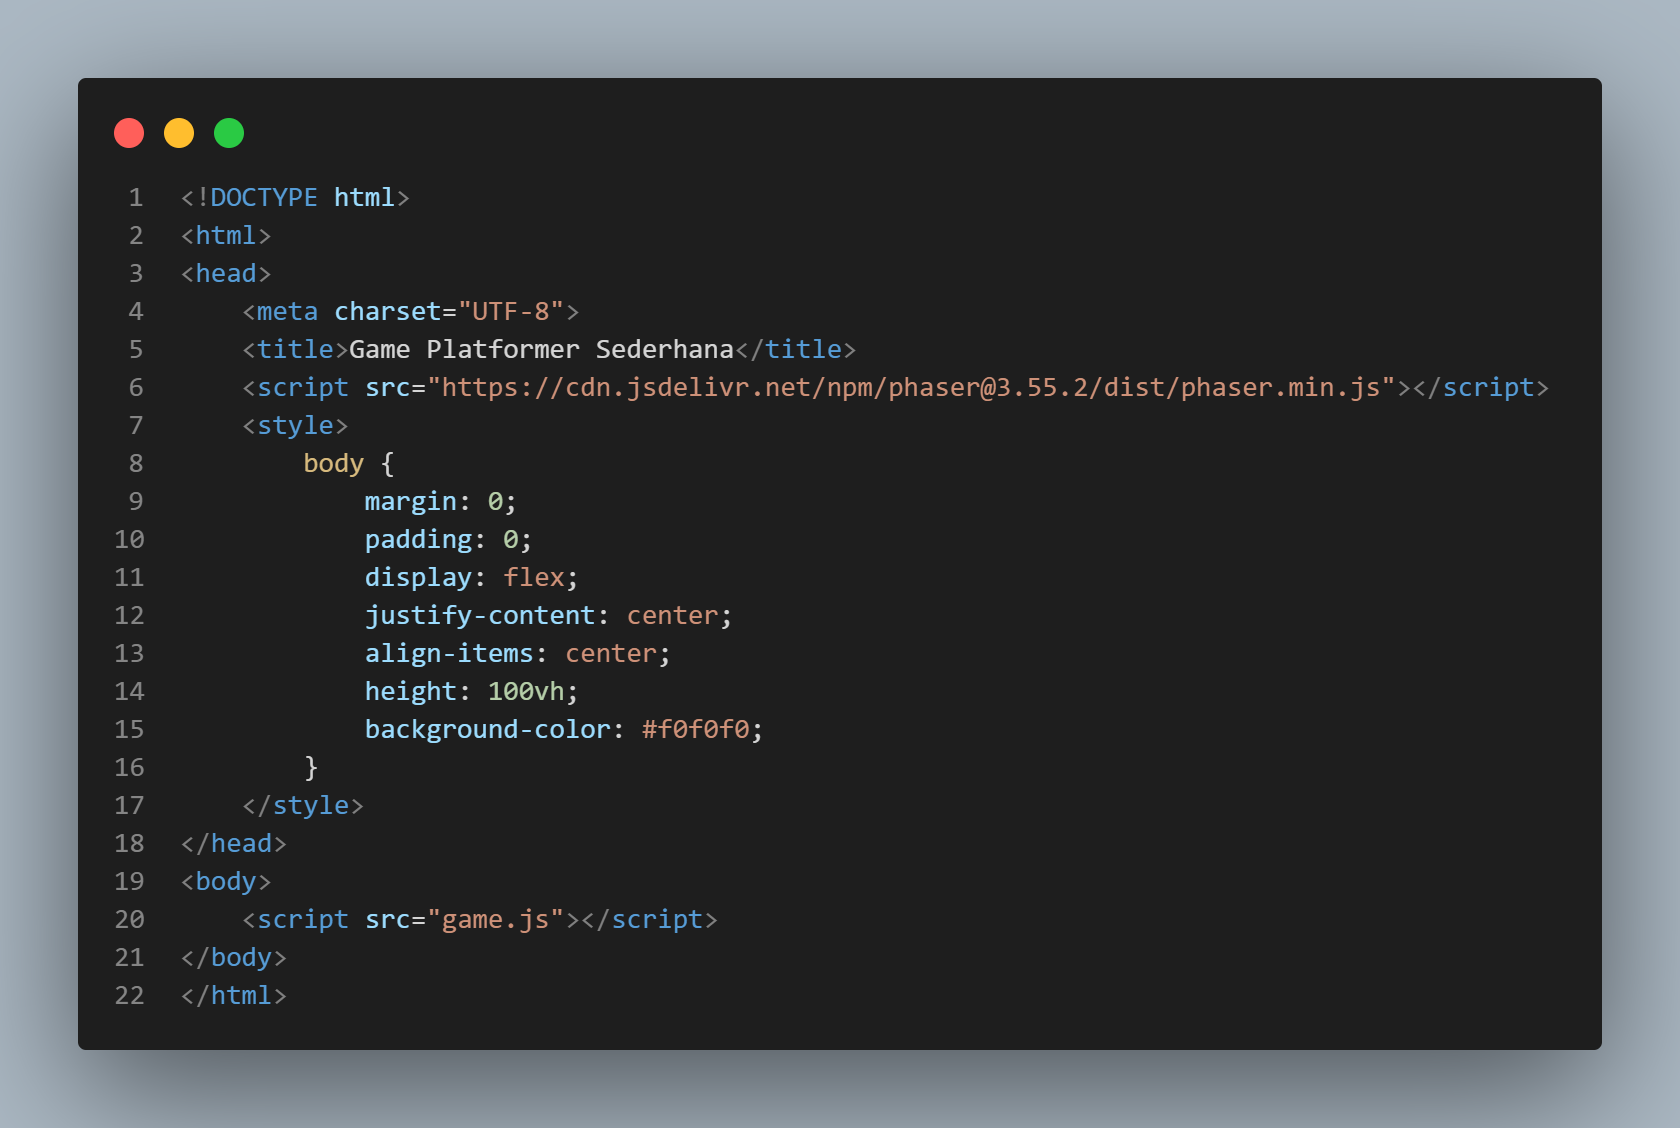 1 <!DOCTYPE html>
2 <html>
3 <head>
4     <meta charset="UTF-8">
5     <title>Game Platformer Sederhana</title>
6     <script src="https://cdn.jsdelivr.net/npm/phaser@3.55.2/dist/phaser.min.js"></script>
7     <style>
8         body {
9             margin: 0;
10             padding: 0;
11             display: flex;
12             justify-content: center;
13             align-items: center;
14             height: 100vh;
15             background-color: #f0f0f0;
16         }
17     </style>
18 </head>
19 <body>
20     <script src="game.js"></script>
21 </body>
22 </html>